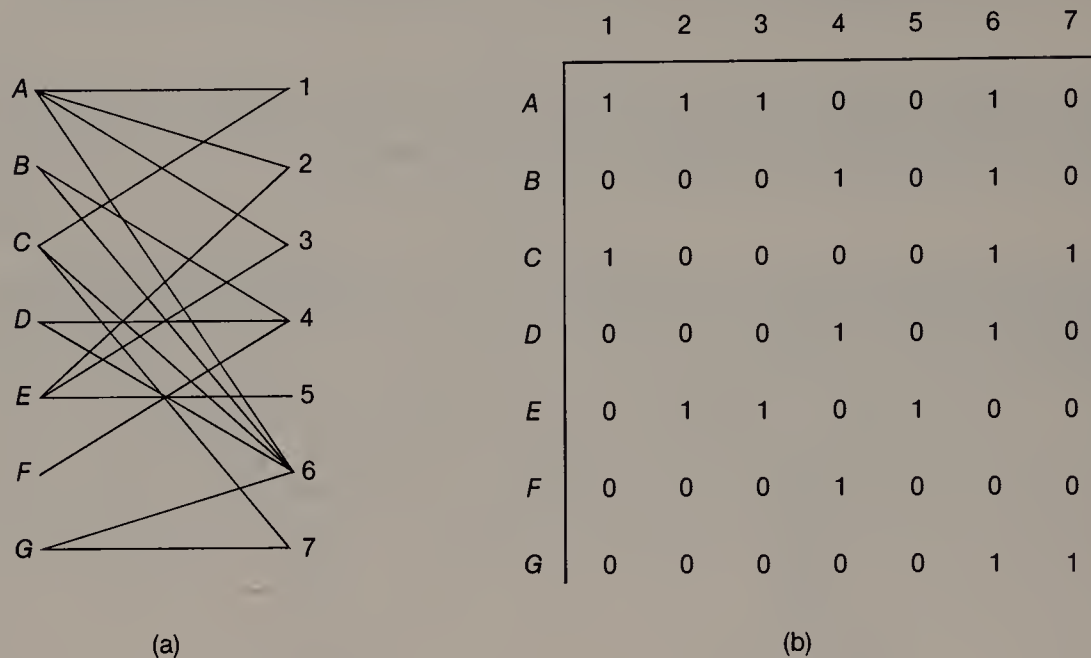 A 1
B 2
C 3
D 4
E 5
F 6
G 7
(a)
1 2 3 4 5 6 7
A 1 1 1 0 0 1 0
B 0 0 0 1 0 1 0
C 1 0 0 0 0 1 1
D 0 0 0 1 0 1 0
E 0 1 1 0 1 0 0
F 0 0 0 1 0 0 0
G 0 0 0 0 0 1 1
(b)